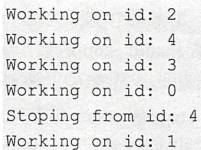 Working on id: 2
Working on id: 4
Working on id: 3
Working on id: 0
Stoping from id: 4
Working on id: 1